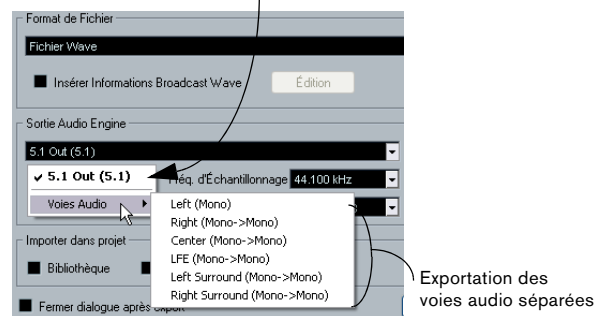 Format de Fichier
Fichier Wave
Insérer Informations Broadcast Wave
Édition
Sortie Audio Engine
5.1 Out (5.1)
5.1 Out (5.1)
d'Échantillonnage 44.100 kHz
Voies Audio
Left (Mono)
Right (Mono->Mono)
Center (Mono->Mono)
LFE (Mono->Mono)
Left Surround (Mono->Mono)
Right Surround (Mono->Mono)
Importer dans projet
Bibliothèque
Fermer dialogue après
Exportation des
voies audio séparées